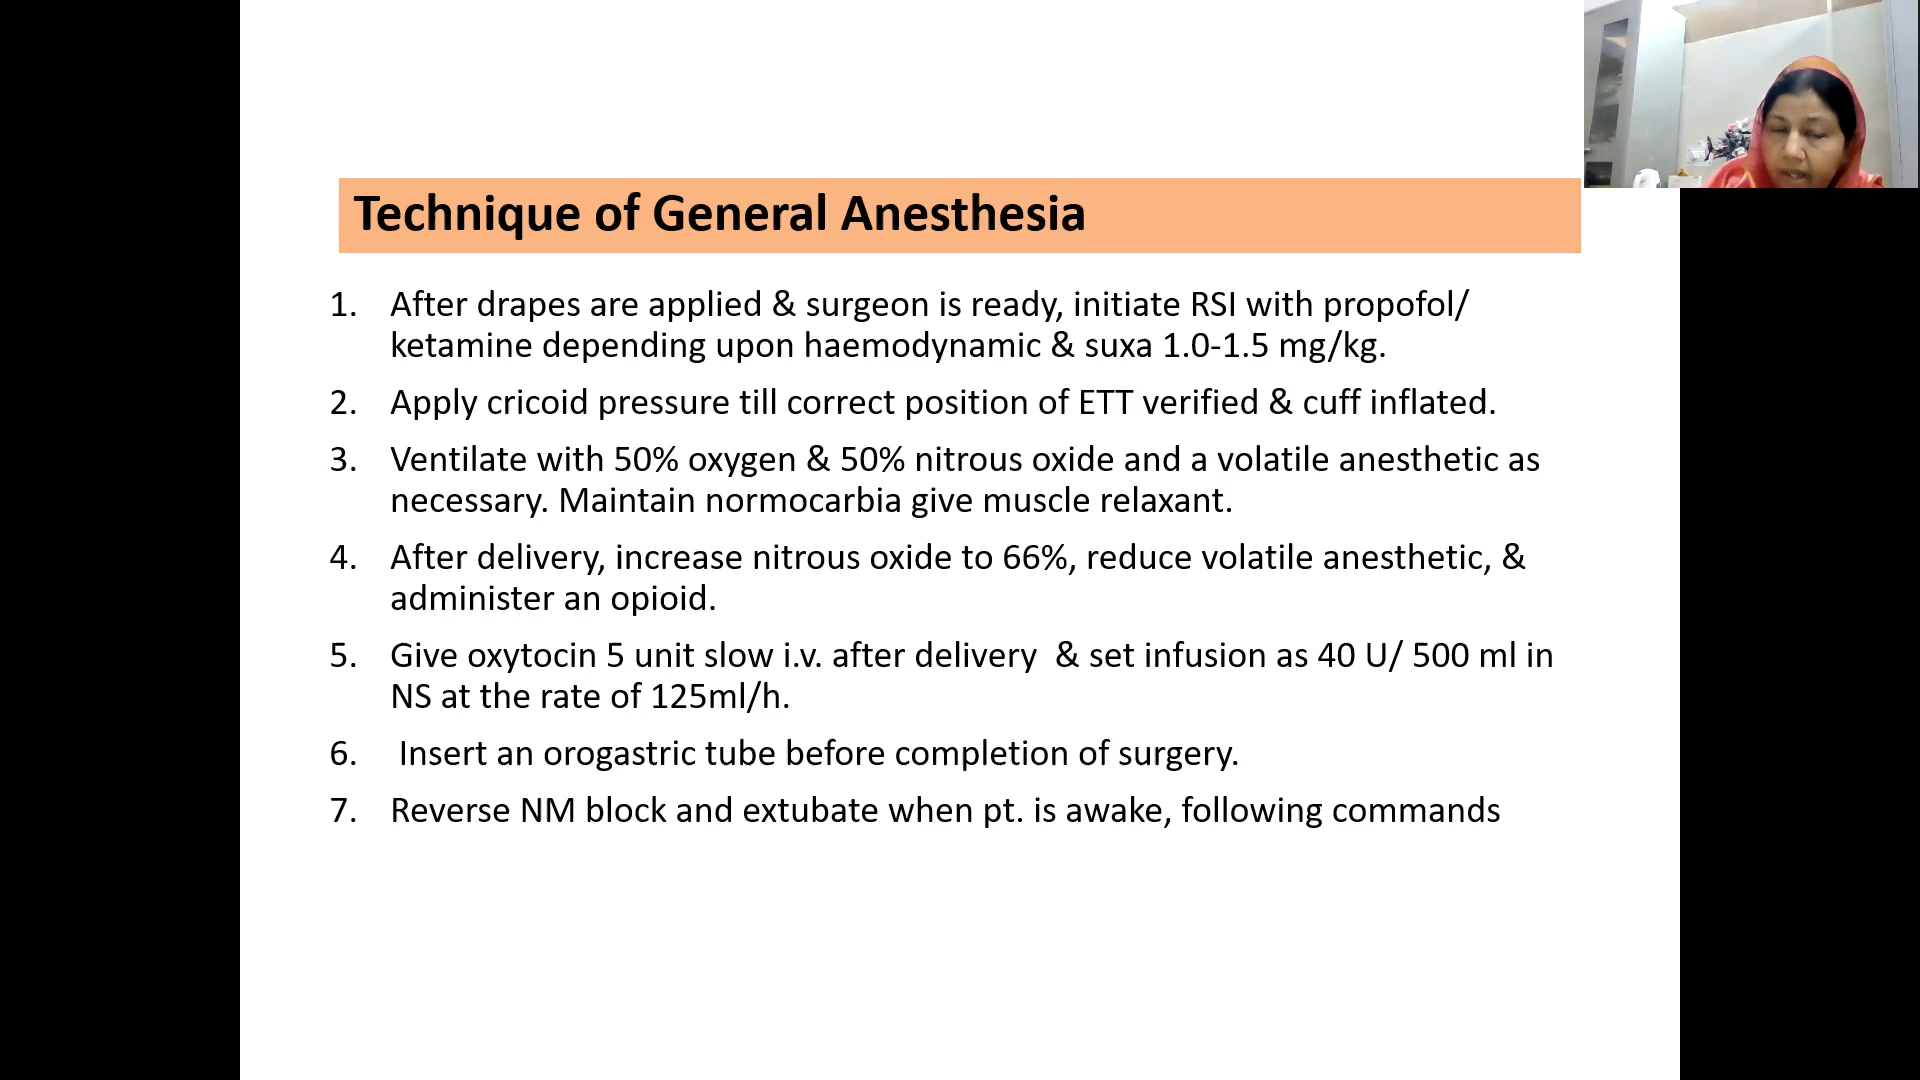 Technique of General Anesthesia
1. After drapes are applied & surgeon is ready, initiate RSI with propofol/
ketamine depending upon haemodynamic & suxa 1.0-1.5 mg/kg.
2. Apply cricoid pressure till correct position of ETT verified & cuff inflated.
3. Ventilate with 50% oxygen & 50% nitrous oxide and a volatile anesthetic as
necessary. Maintain normocarbia give muscle relaxant.
4. After delivery, increase nitrous oxide to 66%, reduce volatile anesthetic, &
administer an opioid.
5. Give oxytocin 5 unit slow i.v. after delivery  & set infusion as 40 U/ 500 ml in
NS at the rate of 125ml/h.
6.  Insert an orogastric tube before completion of surgery.
7. Reverse NM block and extubate when pt. is awake, following commands